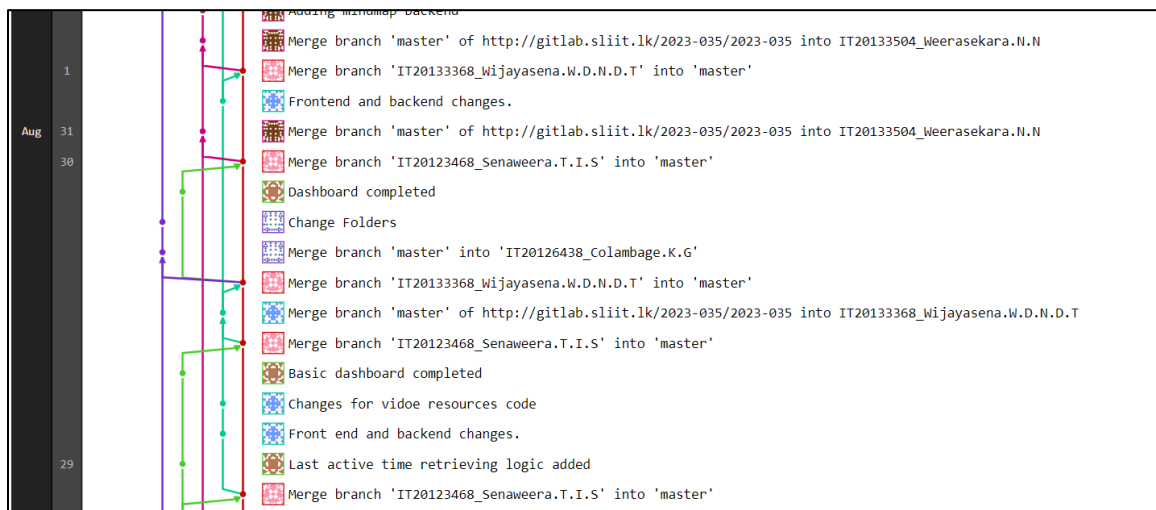 Adding mindmap backend
Merge branch 'master' of http://gitlab.sliit.lk/2023-035/2023-035 into IT20133504_Weerasekara.N.N
1 Merge branch 'IT20133368_Wijayasena.W.D.N.D.T' into 'master'
Frontend and backend changes.
Aug 31 Merge branch 'master' of http://gitlab.sliit.lk/2023-035/2023-035 into IT20133504_Weerasekara.N.N
30 Merge branch 'IT20123468_Senaweera.T.I.S' into 'master'
Dashboard completed
Change Folders
Merge branch 'master' into 'IT20126438_Colambage.K.G'
Merge branch 'IT20133368_Wijayasena.W.D.N.D.T' into 'master'
Merge branch 'master' of http://gitlab.sliit.lk/2023-035/2023-035 into IT20133368_Wijayasena.W.D.N.D.T
Merge branch 'IT20123468_Senaweera.T.I.S' into 'master'
Basic dashboard completed
Changes for vidoe resources code
Front end and backend changes.
29 Last active time retrieving logic added
Merge branch 'IT20123468_Senaweera.T.I.S' into 'master'